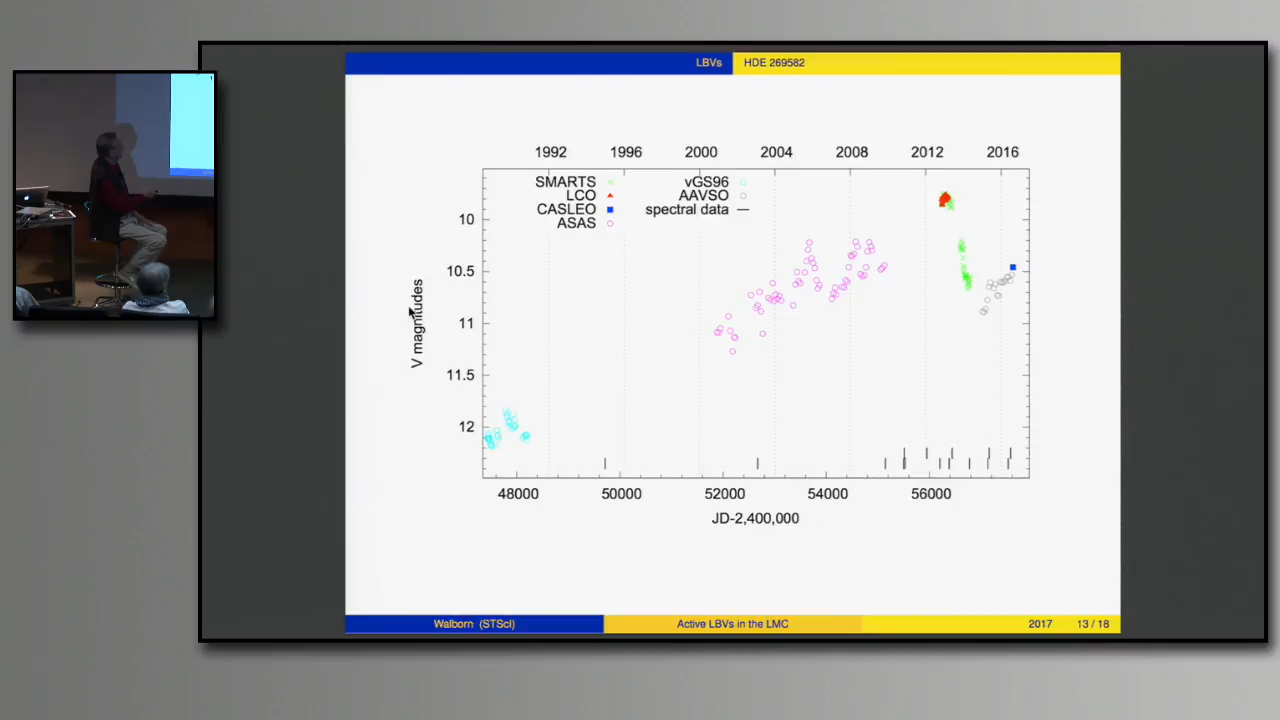 LBVs HDE 269582
1992 1996 2000 2004 2008 2012 2016
SMARTS vGS96
LCO AAVSO
CASLEO spectral data
ASAS
10
10.5
11
11.5
12
V magnitudes
48000 50000 52000 54000 56000
JD-2,400,000
Walborn (STScI) Active LBVs in the LMC 2017 13 / 18